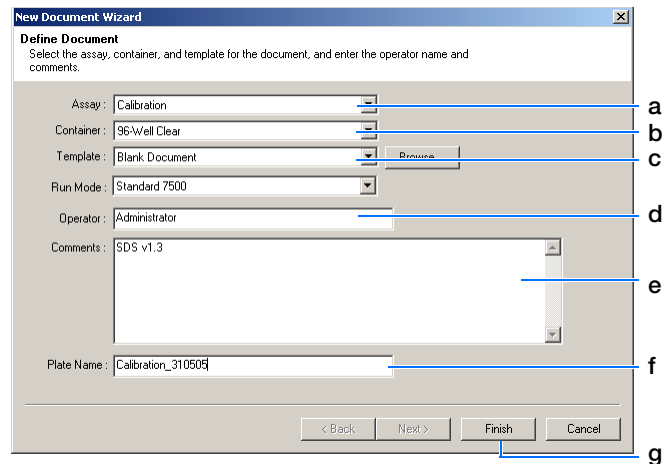 New Document Wizard
Define Document
Select the assay, container, and template for the document, and enter the operator name and
comments.
Assay : Calibration a
Container : 96-Well Clear b
Template : Blank Document Browse... c
Run Mode : Standard 7500
Operator : Administrator d
Comments : SDS v1.3
e
Plate Name : Calibration_310505 f
< Back Next > Finish Cancel
g